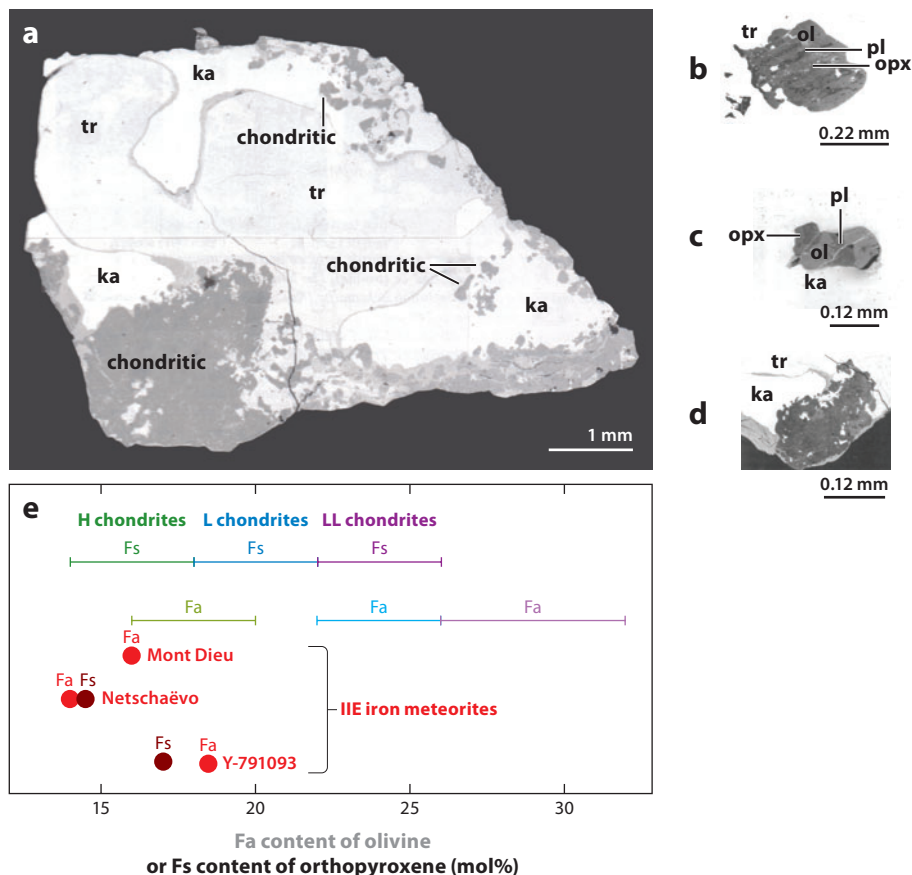 a
ka
tr
chondritic
tr
chondritic
ka
ka
chondritic
1 mm
b
tr
ol
pl
opx
0.22 mm
c
pl
opx
ol
ka
0.12 mm
d
tr
ka
0.12 mm
e
H chondrites L chondrites LL chondrites
Fs Fs Fs
Fa Fa Fa
Fa
Mont Dieu
Fa Fs
Netschaëvo
IIE iron meteorites
Fs Fa
Y-791093
15 20 25 30
Fa content of olivine
or Fs content of orthopyroxene (mol%)